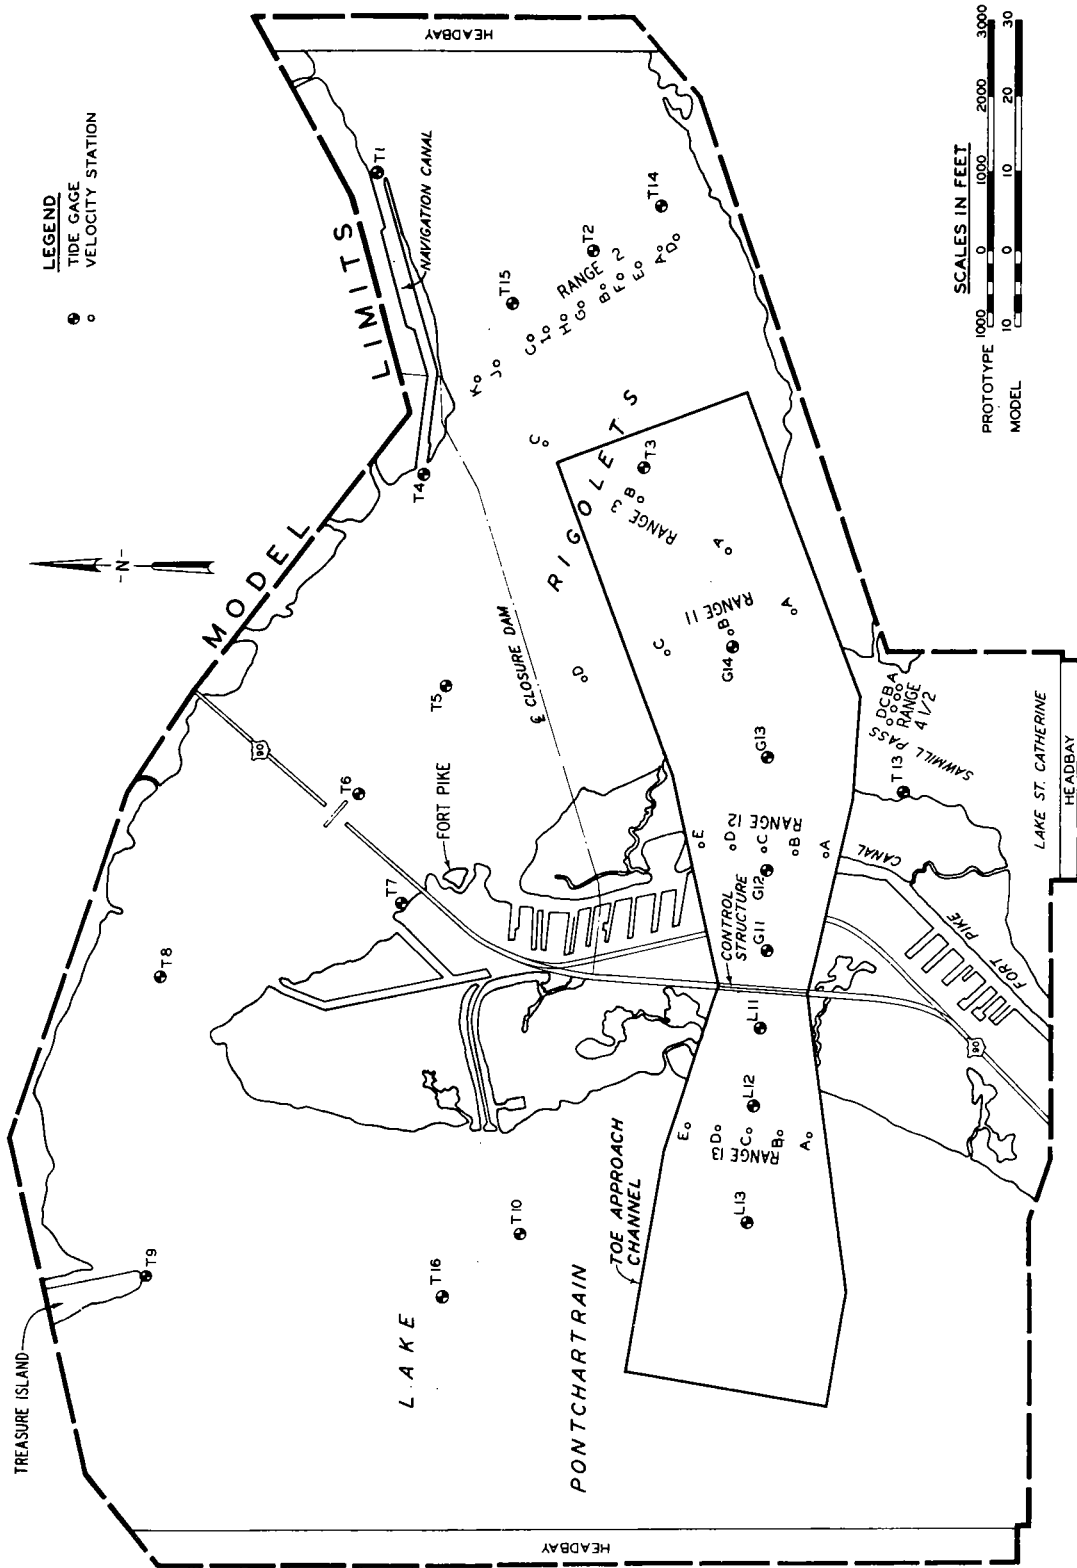 LEGEND
TIDE GAGE
VELOCITY STATION
MODEL LIMITS
-N-
HEADBAY
NAVIGATION CANAL
T1
T14
T2
T15
RANGE 2
K
J
C
I
H
G
B
F
E
A
D
T4
RIGOLETS
T3
RANGE 3
C
B
A
RANGE 11
D
C
B
A
G14
T5
₵ CLOSURE DAM
90
T6
FORT PIKE
T7
T8
G13
RANGE 12
E
D
C
B
A
G12
G11
CONTROL
STRUCTURE
L11
L12
RANGE 13
E
D
C
B
A
L13
TOE APPROACH
CHANNEL
T10
T16
T9
TREASURE ISLAND
LAKE
PONTCHARTRAIN
HEADBAY
90
FORT PIKE CANAL
T13
SAWMILL PASS
DCBA
RANGE
4 1/2
LAKE ST. CATHERINE
HEADBAY
SCALES IN FEET
PROTOTYPE 1000 0 1000 2000 3000
MODEL 10 0 10 20 30